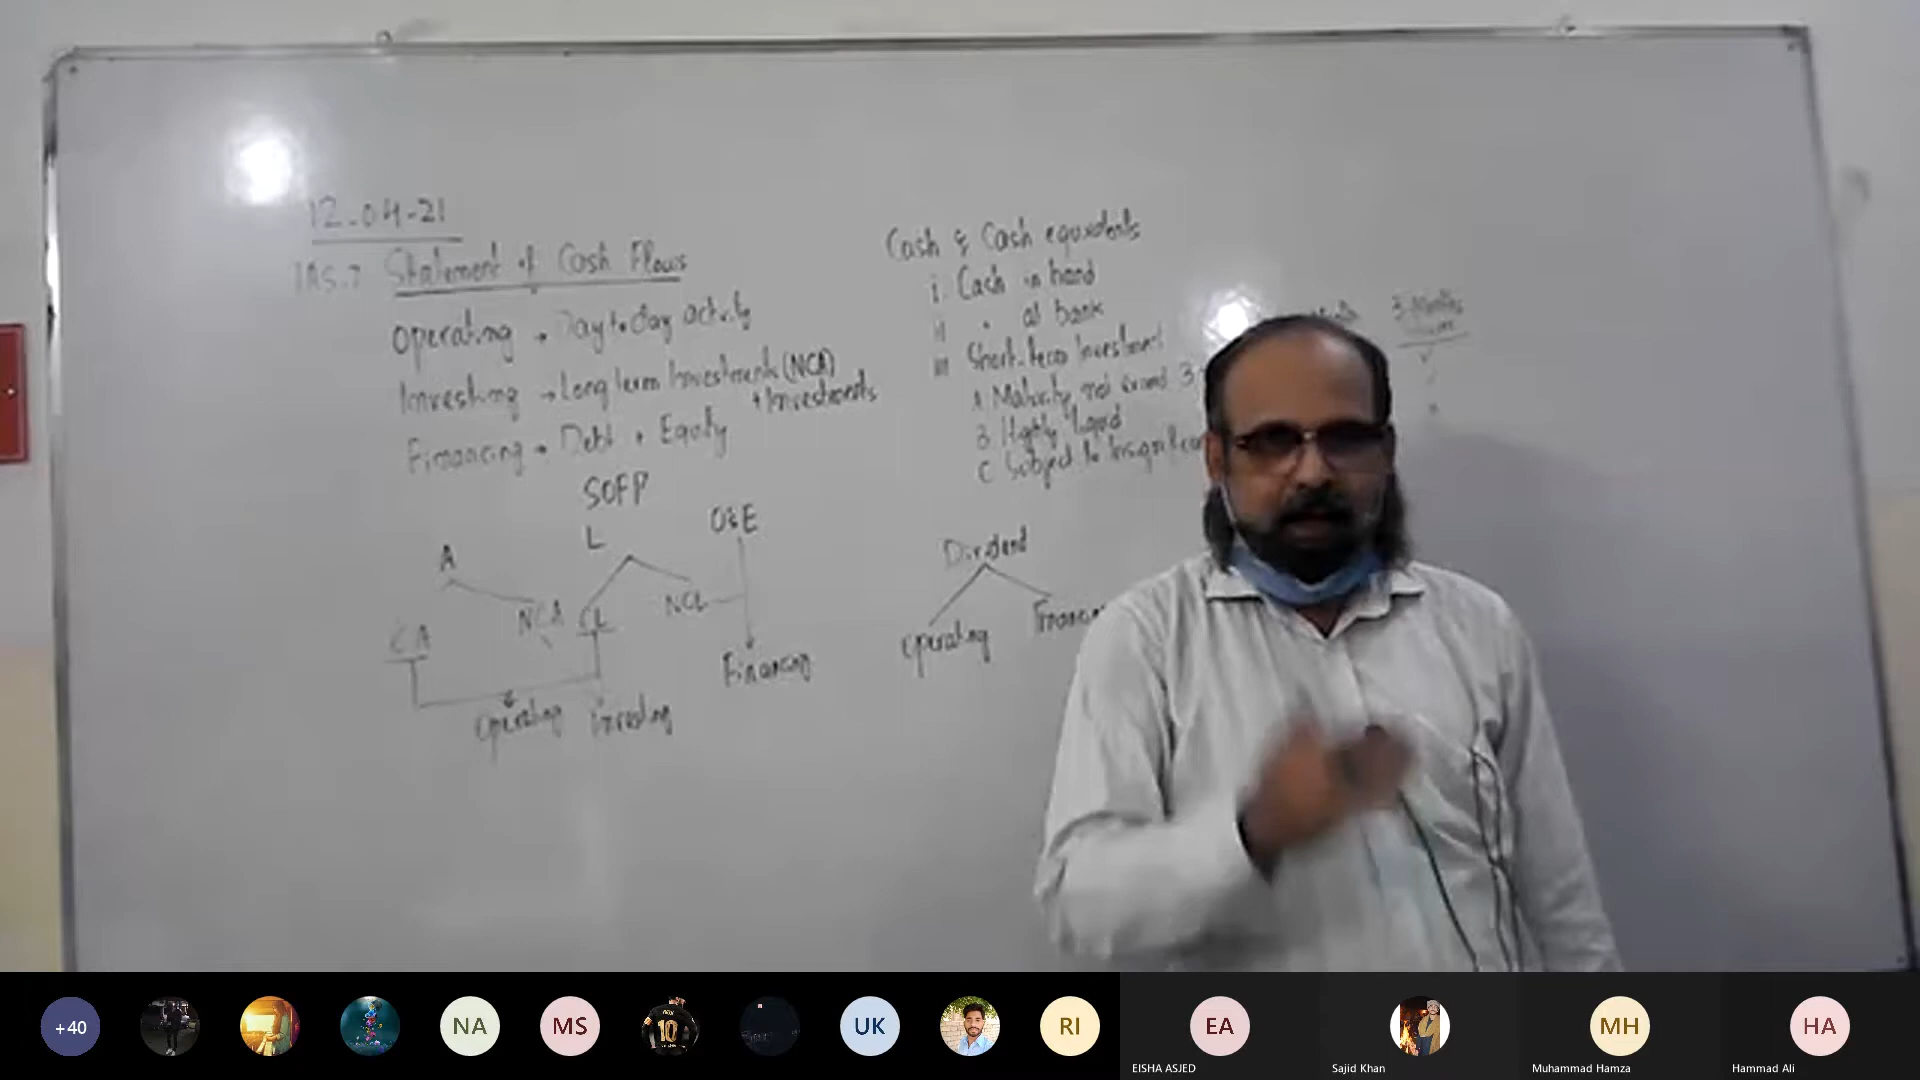 12-04-21
IAS.7 Statement of Cash Flows
Operating → Day to day activity
Investing → Long term Investments (NCA)
+ Investments
Financing → Debt + Equity
SOFP
A
L
O&E
CA
NCA
CL
NCL
Operating
Investing
Financing
Cash & Cash equivalents
i. Cash in hand
ii " at bank
iii Short-term Investment
A. Maturity not exceed 3
B. Highly liquid
C Subject to
3 Months
Dividend
Operating
+40
NA
MS
10
UK
RI
EA
EISHA ASJED
Sajid Khan
MH
Muhammad Hamza
HA
Hammad Ali